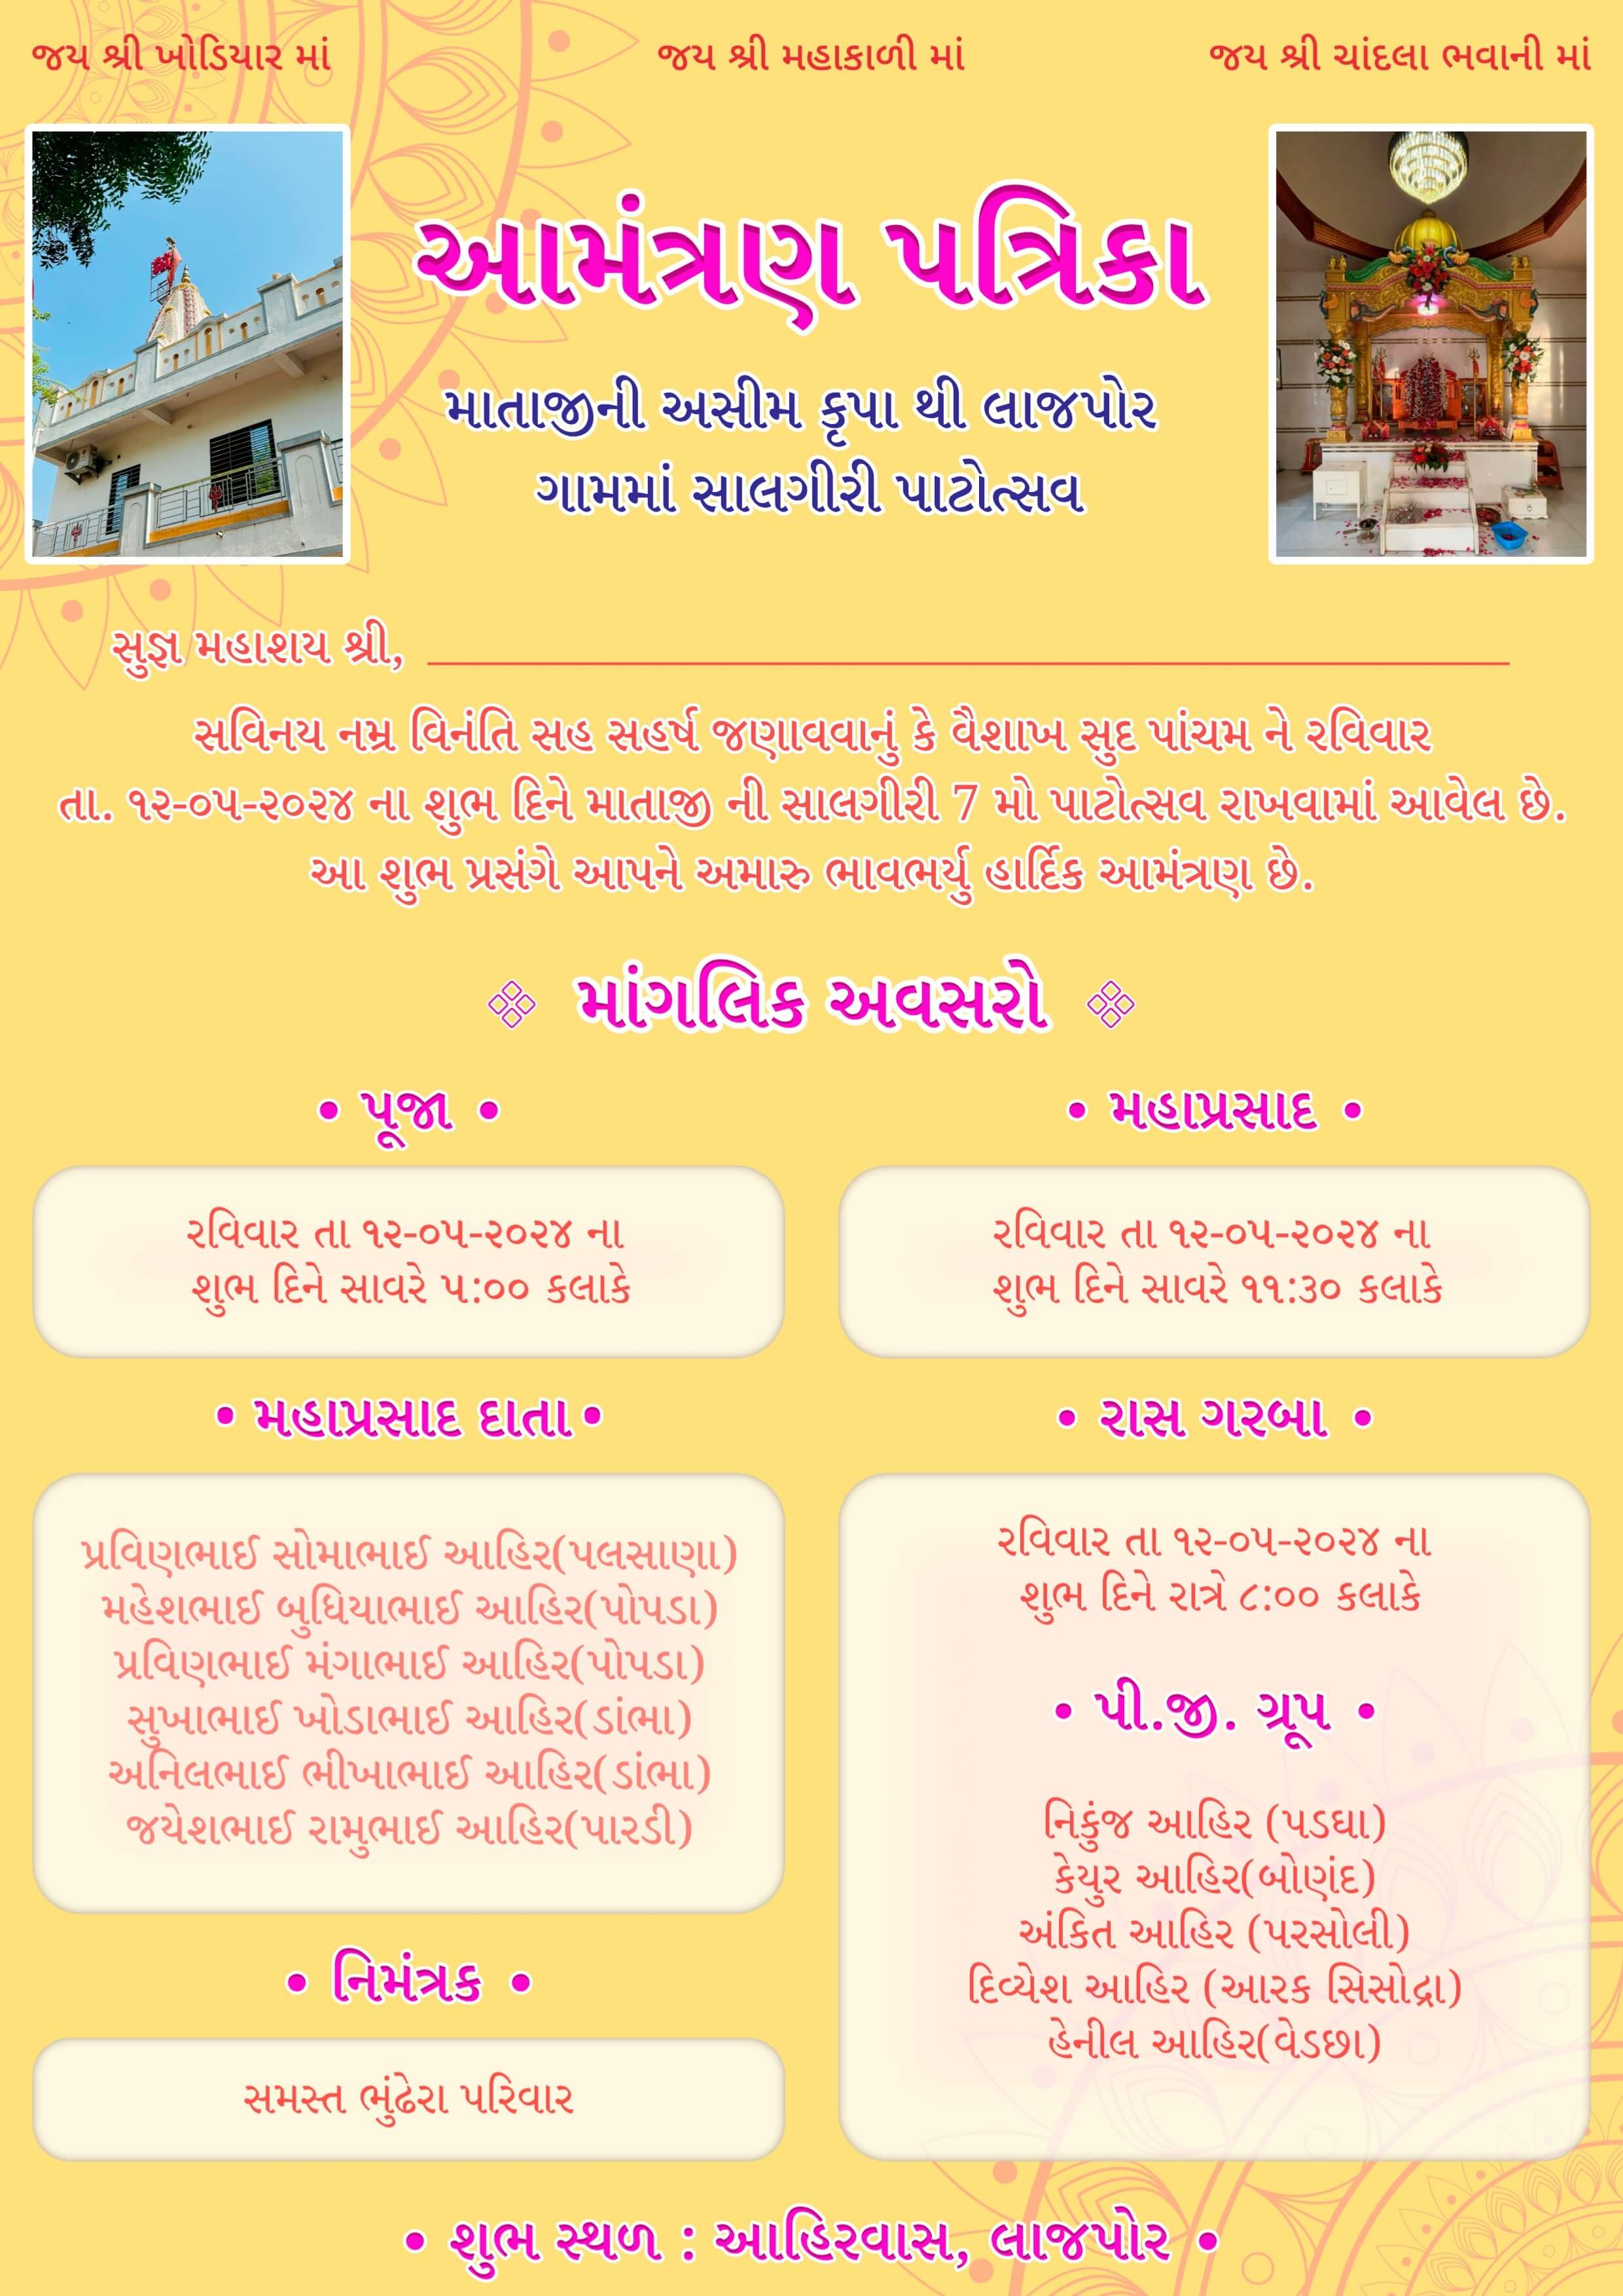 જય શ્રી ખોડિયાર માં
જય શ્રી મહાકાળી માં
જય શ્રી ચાંદલા ભવાની માં
આમંત્રણ પત્રિકા
માતાજીની અસીમ કૃપા થી લાજપોર
ગામમાં સાલગીરી પાટોત્સવ
સુજ્ઞ મહાશય શ્રી,
સવિનય નમ્ર વિનંતિ સહ સહર્ષ જણાવવાનું કે વૈશાખ સુદ પાંચમ ને રવિવાર
તા. ૧૨-૦૫-૨૦૨૪ ના શુભ દિને માતાજી ની સાલગીરી 7 મો પાટોત્સવ રાખવામાં આવેલ છે.
આ શુભ પ્રસંગે આપને અમારુ ભાવભર્યુ હાર્દિક આમંત્રણ છે.
માંગલિક અવસરો
• પૂજા •
રવિવાર તા ૧૨-૦૫-૨૦૨૪ ના
શુભ દિને સાવરે ૫:૦૦ કલાકે
• મહાપ્રસાદ •
રવિવાર તા ૧૨-૦૫-૨૦૨૪ ના
શુભ દિને સાવરે ૧૧:૩૦ કલાકે
• મહાપ્રસાદ દાતા •
પ્રવિણભાઈ સોમાભાઈ આહિર(પલસાણા)
મહેશભાઈ બુધિયાભાઈ આહિર(પોપડા)
પ્રવિણભાઈ મંગાભાઈ આહિર(પોપડા)
સુખાભાઈ ખોડાભાઈ આહિર(ડાંભા)
અનિલભાઈ ભીખાભાઈ આહિર(ડાંભા)
જયેશભાઈ રામુભાઈ આહિર(પારડી)
• રાસ ગરબા •
રવિવાર તા ૧૨-૦૫-૨૦૨૪ ના
શુભ દિને રાત્રે ૮:૦૦ કલાકે
• પી.જી. ગ્રૂપ •
નિકુંજ આહિર (પડઘા)
કેયુર આહિર(બોણંદ)
અંકિત આહિર (પરસોલી)
દિવ્યેશ આહિર (આરક સિસોદ્રા)
હેનીલ આહિર(વેડછા)
• નિમંત્રક •
સમસ્ત ભુંઢેરા પરિવાર
• શુભ સ્થળ : આહિરવાસ, લાજપોર •